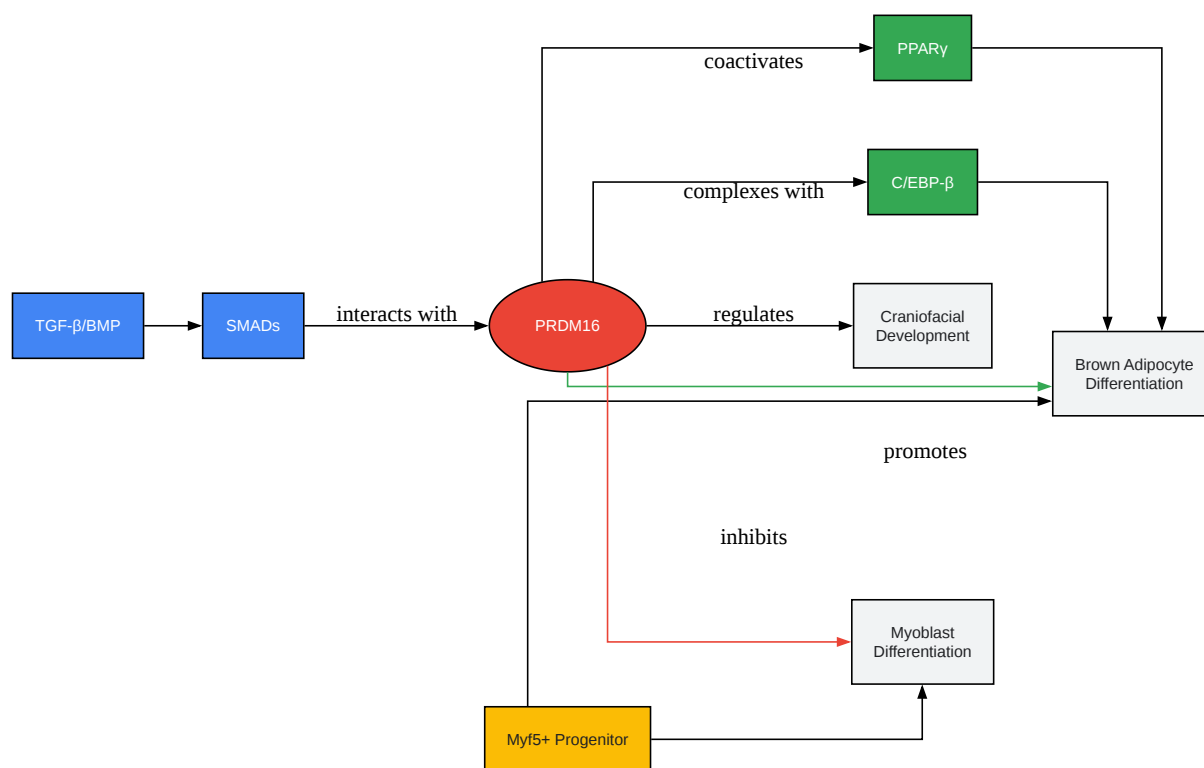 PPARγ
coactivates
C/EBP-β
complexes with
TGF-β/BMP
SMADs
interacts with
PRDM16
regulates
Craniofacial
Development
Brown Adipocyte
Differentiation
promotes
inhibits
Myoblast
Differentiation
Myf5+ Progenitor